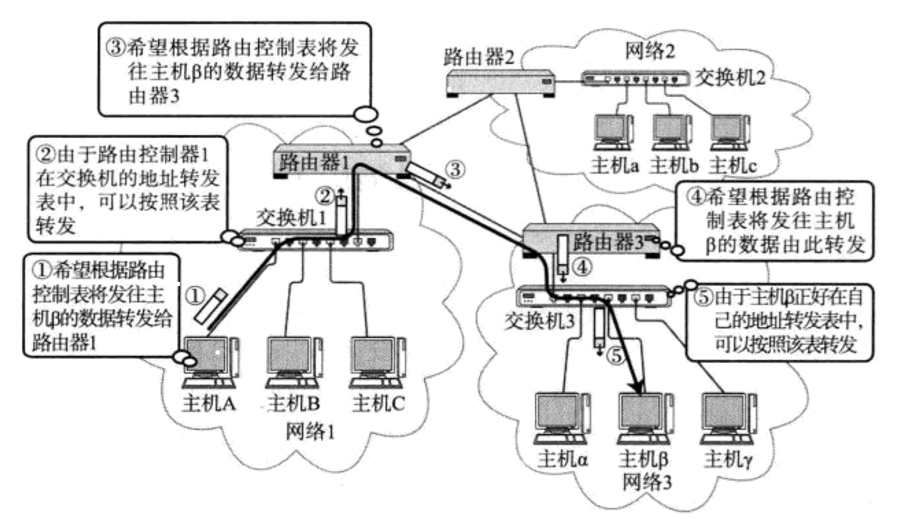 ③希望根据路由控制表将发
往主机β的数据转发给路
由器3
②由于路由控制器1
在交换机的地址转发
表中，可以按照该表
转发
①希望根据路由
控制表将发往主
机β的数据转发给
路由器1
路由器1
③
②
交换机1
①
主机A
主机B
主机C
网络1
路由器2
网络2
交换机2
主机a
主机b
主机c
④希望根据路由控
制表将发往主机
β的数据由此转发
路由器3
④
交换机3
⑤由于主机β正好在自
己的地址转发表中，
可以按照该表转发
⑤
主机α
主机β
主机γ
网络3